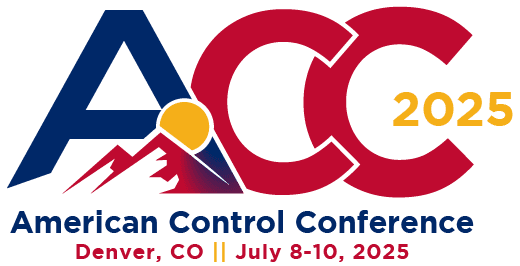 ACC
2025
American Control Conference
Denver, CO || July 8-10, 2025